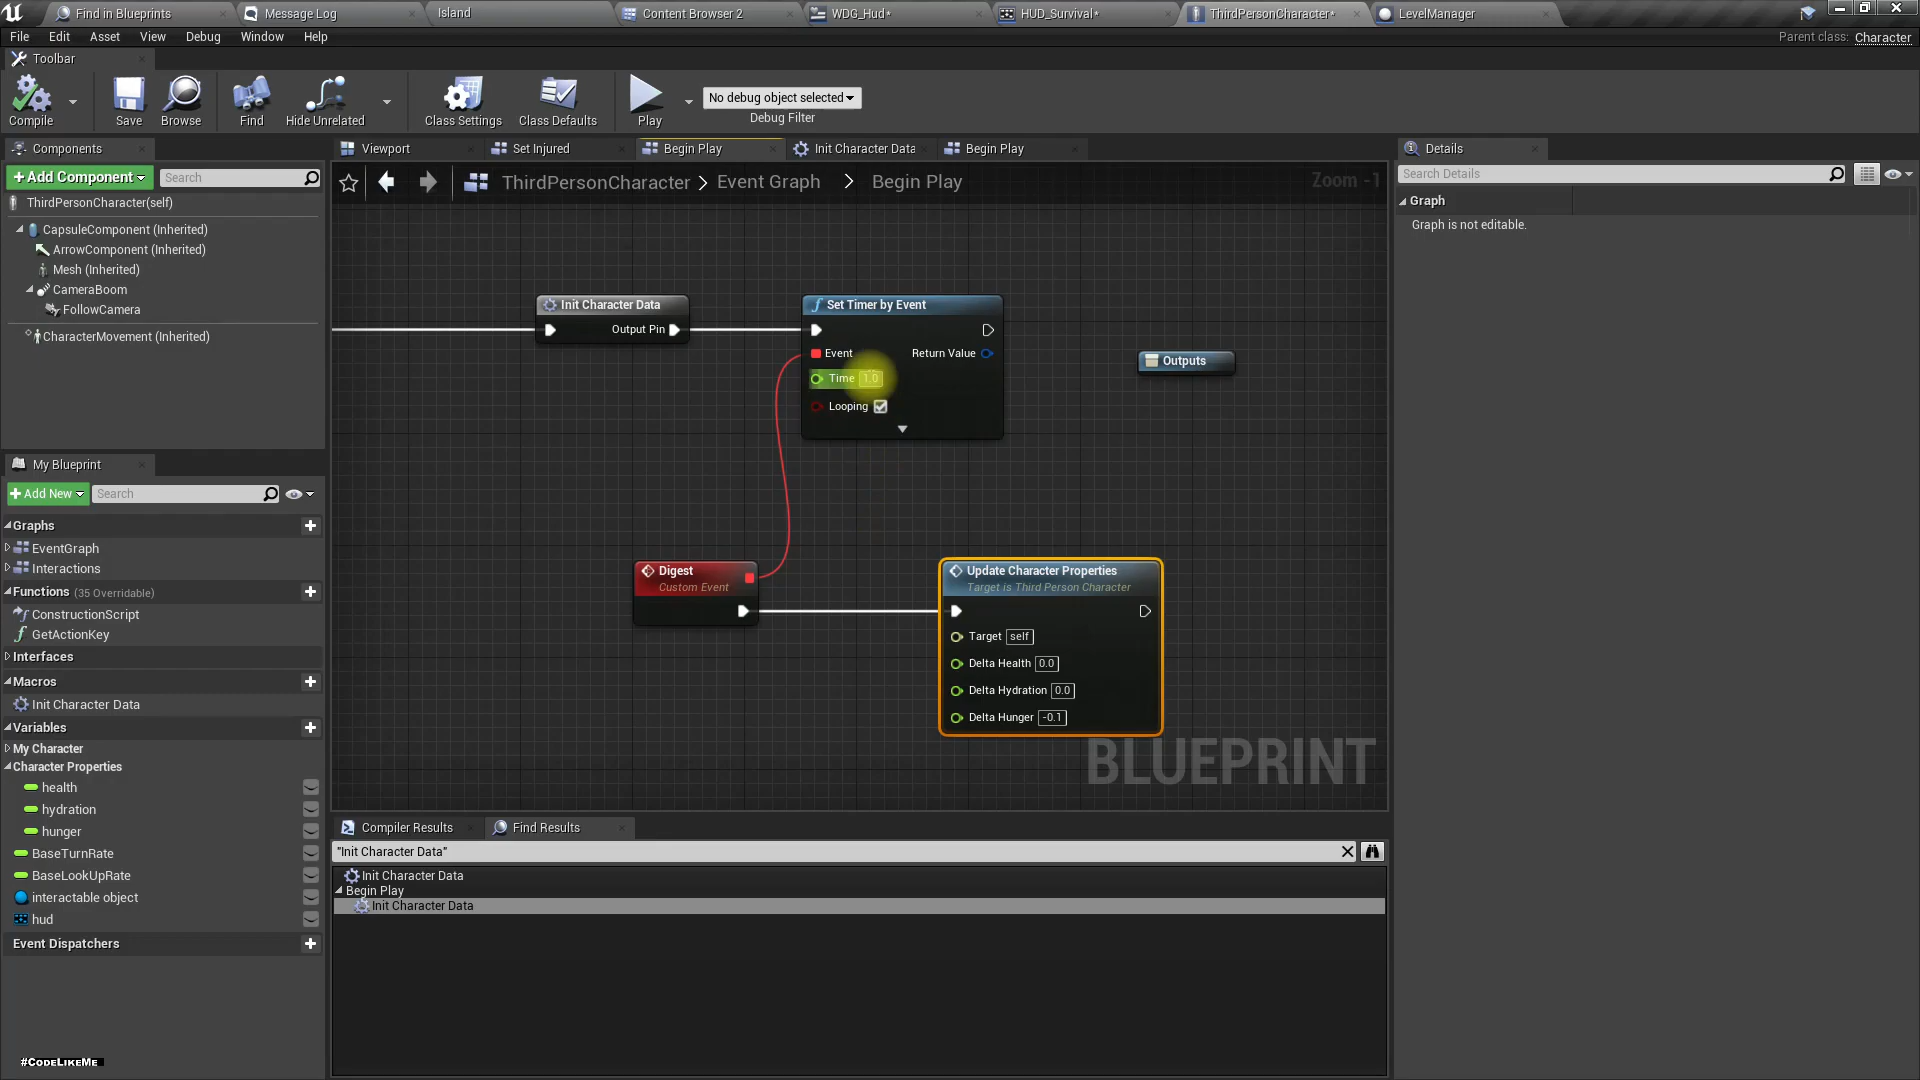 Find in Blueprints
Message Log
Island
Content Browser 2
WDG_Hud*
HUD_Survival*
ThirdPersonCharacter*
LevelManager
File Edit Asset View Debug Window Help
Parent class: Character
Toolbar
Compile
Save
Browse
Find
Hide Unrelated
Class Settings
Class Defaults
Play
No debug object selected
Debug Filter
Components
+Add Component
Search
ThirdPersonCharacter(self)
CapsuleComponent (Inherited)
ArrowComponent (Inherited)
Mesh (Inherited)
CameraBoom
FollowCamera
CharacterMovement (Inherited)
My Blueprint
+Add New
Search
Graphs
EventGraph
Interactions
Functions (35 Overridable)
ConstructionScript
GetActionKey
Interfaces
Macros
Init Character Data
Variables
My Character
Character Properties
health
hydration
hunger
BaseTurnRate
BaseLookUpRate
interactable object
hud
Event Dispatchers
#CodeLikeMe
Viewport
Set Injured
Begin Play
Init Character Data
Begin Play
ThirdPersonCharacter > Event Graph > Begin Play
Zoom -1
Init Character Data
Output Pin
Set Timer by Event
Event
Return Value
Time 1.0
Looping
Outputs
Digest
Custom Event
Update Character Properties
Target is Third Person Character
Target self
Delta Health 0.0
Delta Hydration 0.0
Delta Hunger -0.1
BLUEPRINT
Compiler Results
Find Results
"Init Character Data"
Init Character Data
Begin Play
Init Character Data
Details
Search Details
Graph
Graph is not editable.